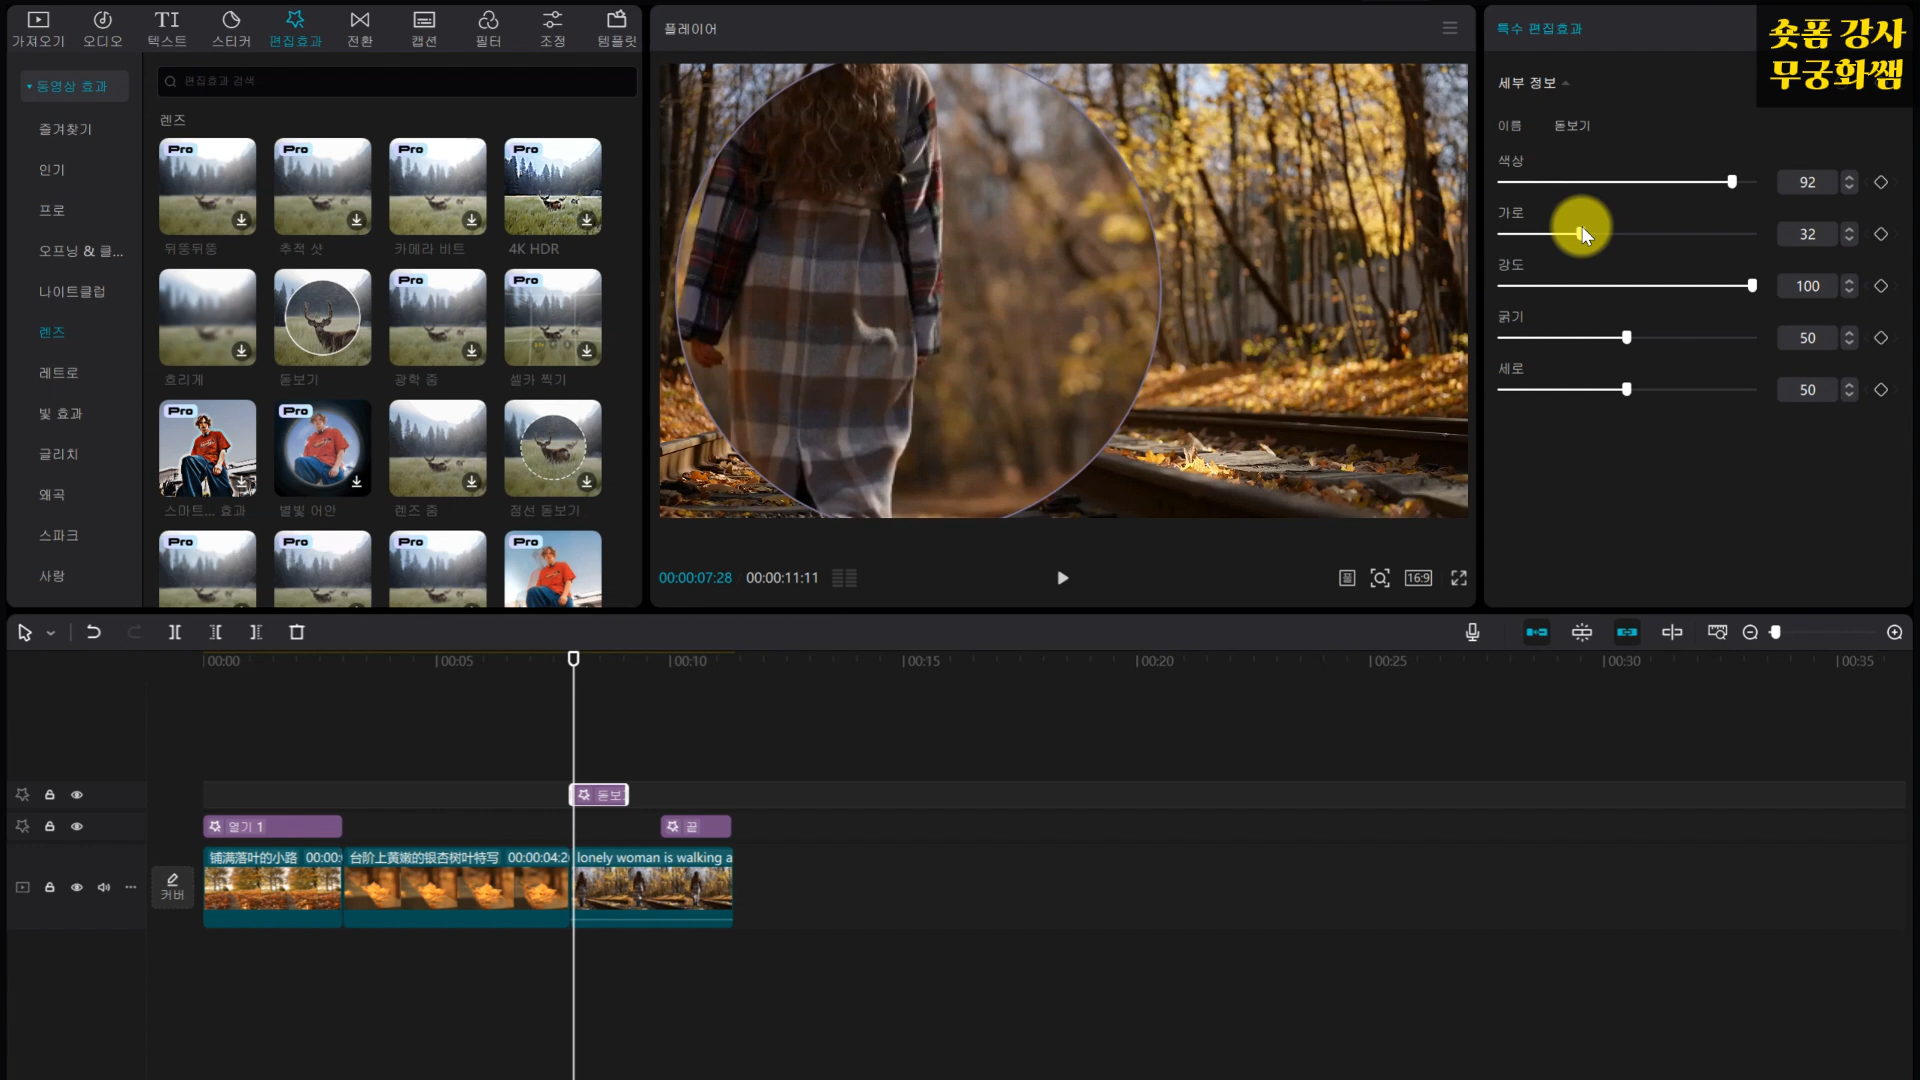 가져오기
오디오
TI
텍스트
스티커
편집효과
전환
캡션
필터
조정
템플릿
동영상 효과
즐겨찾기
인기
프로
오프닝 & 클...
나이트클럽
렌즈
레트로
빛 효과
글리치
왜곡
스파크
사랑
편집효과 검색
렌즈
Pro
Pro
Pro
Pro
뒤뚱뒤뚱
추적 샷
카메라 비트
4K HDR
Pro
Pro
흐리게
돋보기
광학 줌
셀카 찍기
Pro
Pro
스마트... 효과
별빛 어안
렌즈 줌
점선 돋보기
Pro
Pro
Pro
Pro
플레이어
00:00:07:28 00:00:11:11
16:9
특수 편집효과
숏폼 강사
무궁화쌤
세부 정보
이름 돋보기
색상
92
가로
32
강도
100
굵기
50
세로
50
00:00
00:05
00:10
00:15
00:20
00:25
00:30
00:35
돋보
열기 1
끝
커버
铺满落叶的小路 00:00:
台阶上黄嫩的银杏树叶特写 00:00:04:2
lonely woman is walking a